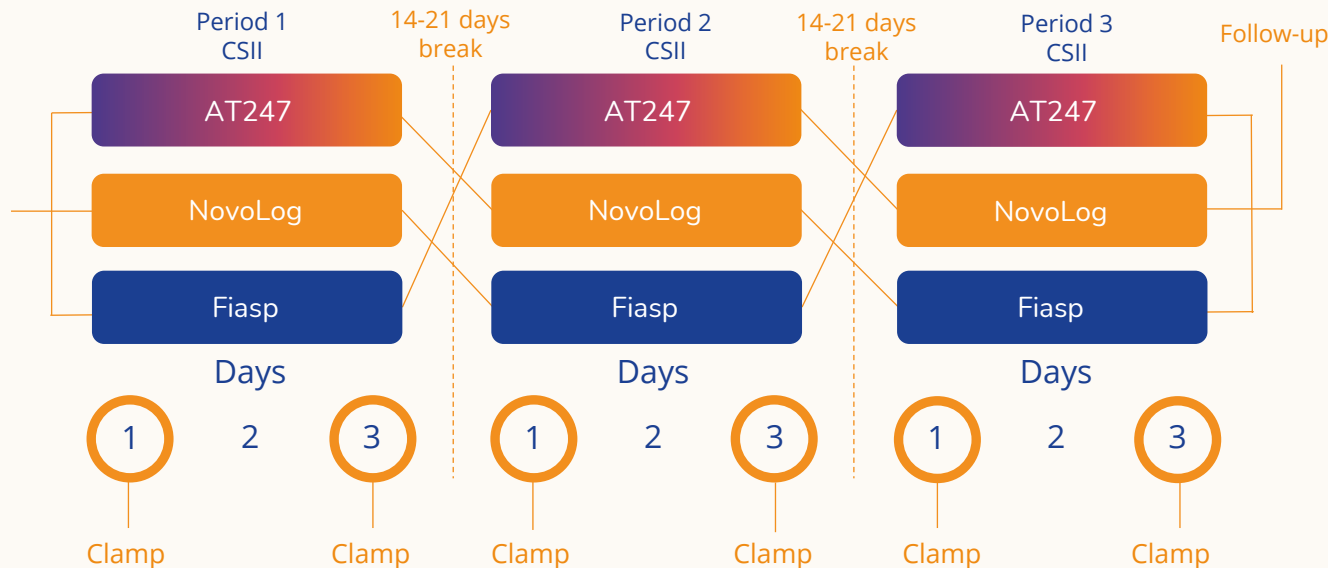 Period 1
CSII
14-21 days
break
Period 2
CSII
14-21 days
break
Period 3
CSII
Follow-up
AT247
AT247
AT247
NovoLog
NovoLog
NovoLog
Fiasp
Fiasp
Fiasp
Days
Days
Days
1
2
3
1
2
3
1
2
3
Clamp
Clamp
Clamp
Clamp
Clamp
Clamp